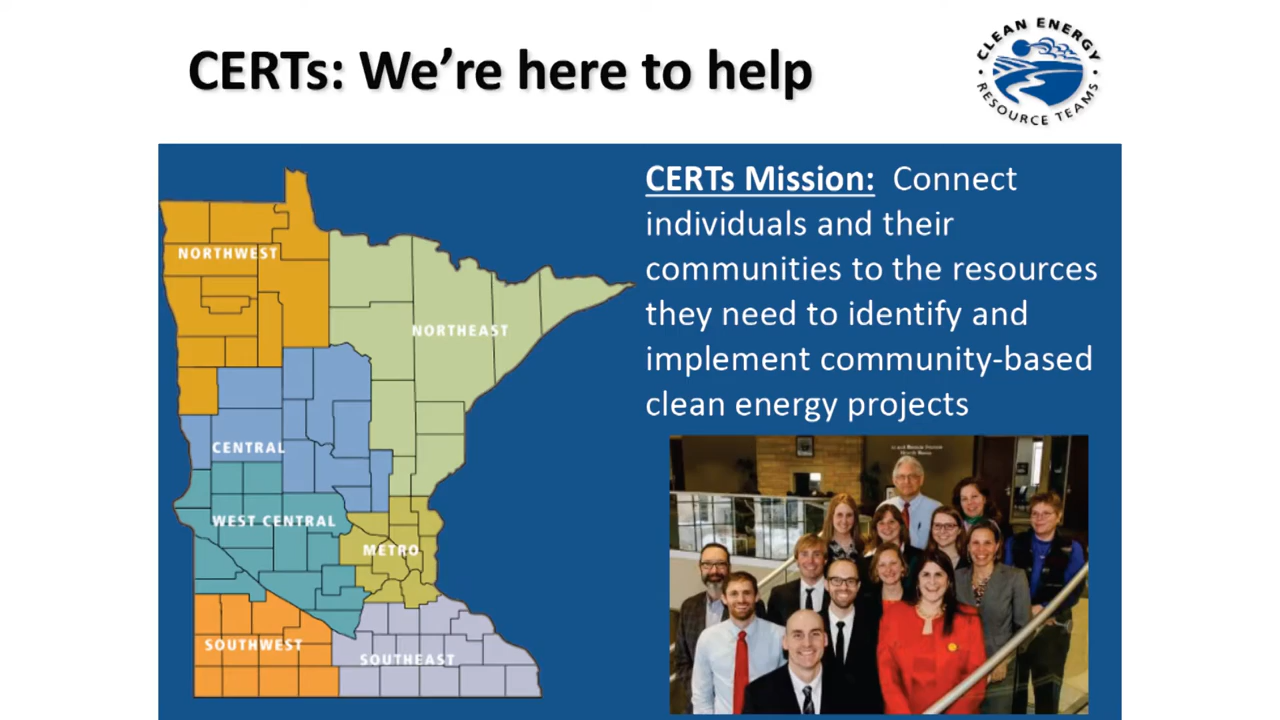 CERTs: We're here to help
CLEAN ENERGY
RESOURCE TEAMS
CERTs Mission: Connect
individuals and their
communities to the resources
they need to identify and
implement community-based
clean energy projects
NORTHWEST
NORTHEAST
CENTRAL
WEST CENTRAL
METRO
SOUTHWEST
SOUTHEAST